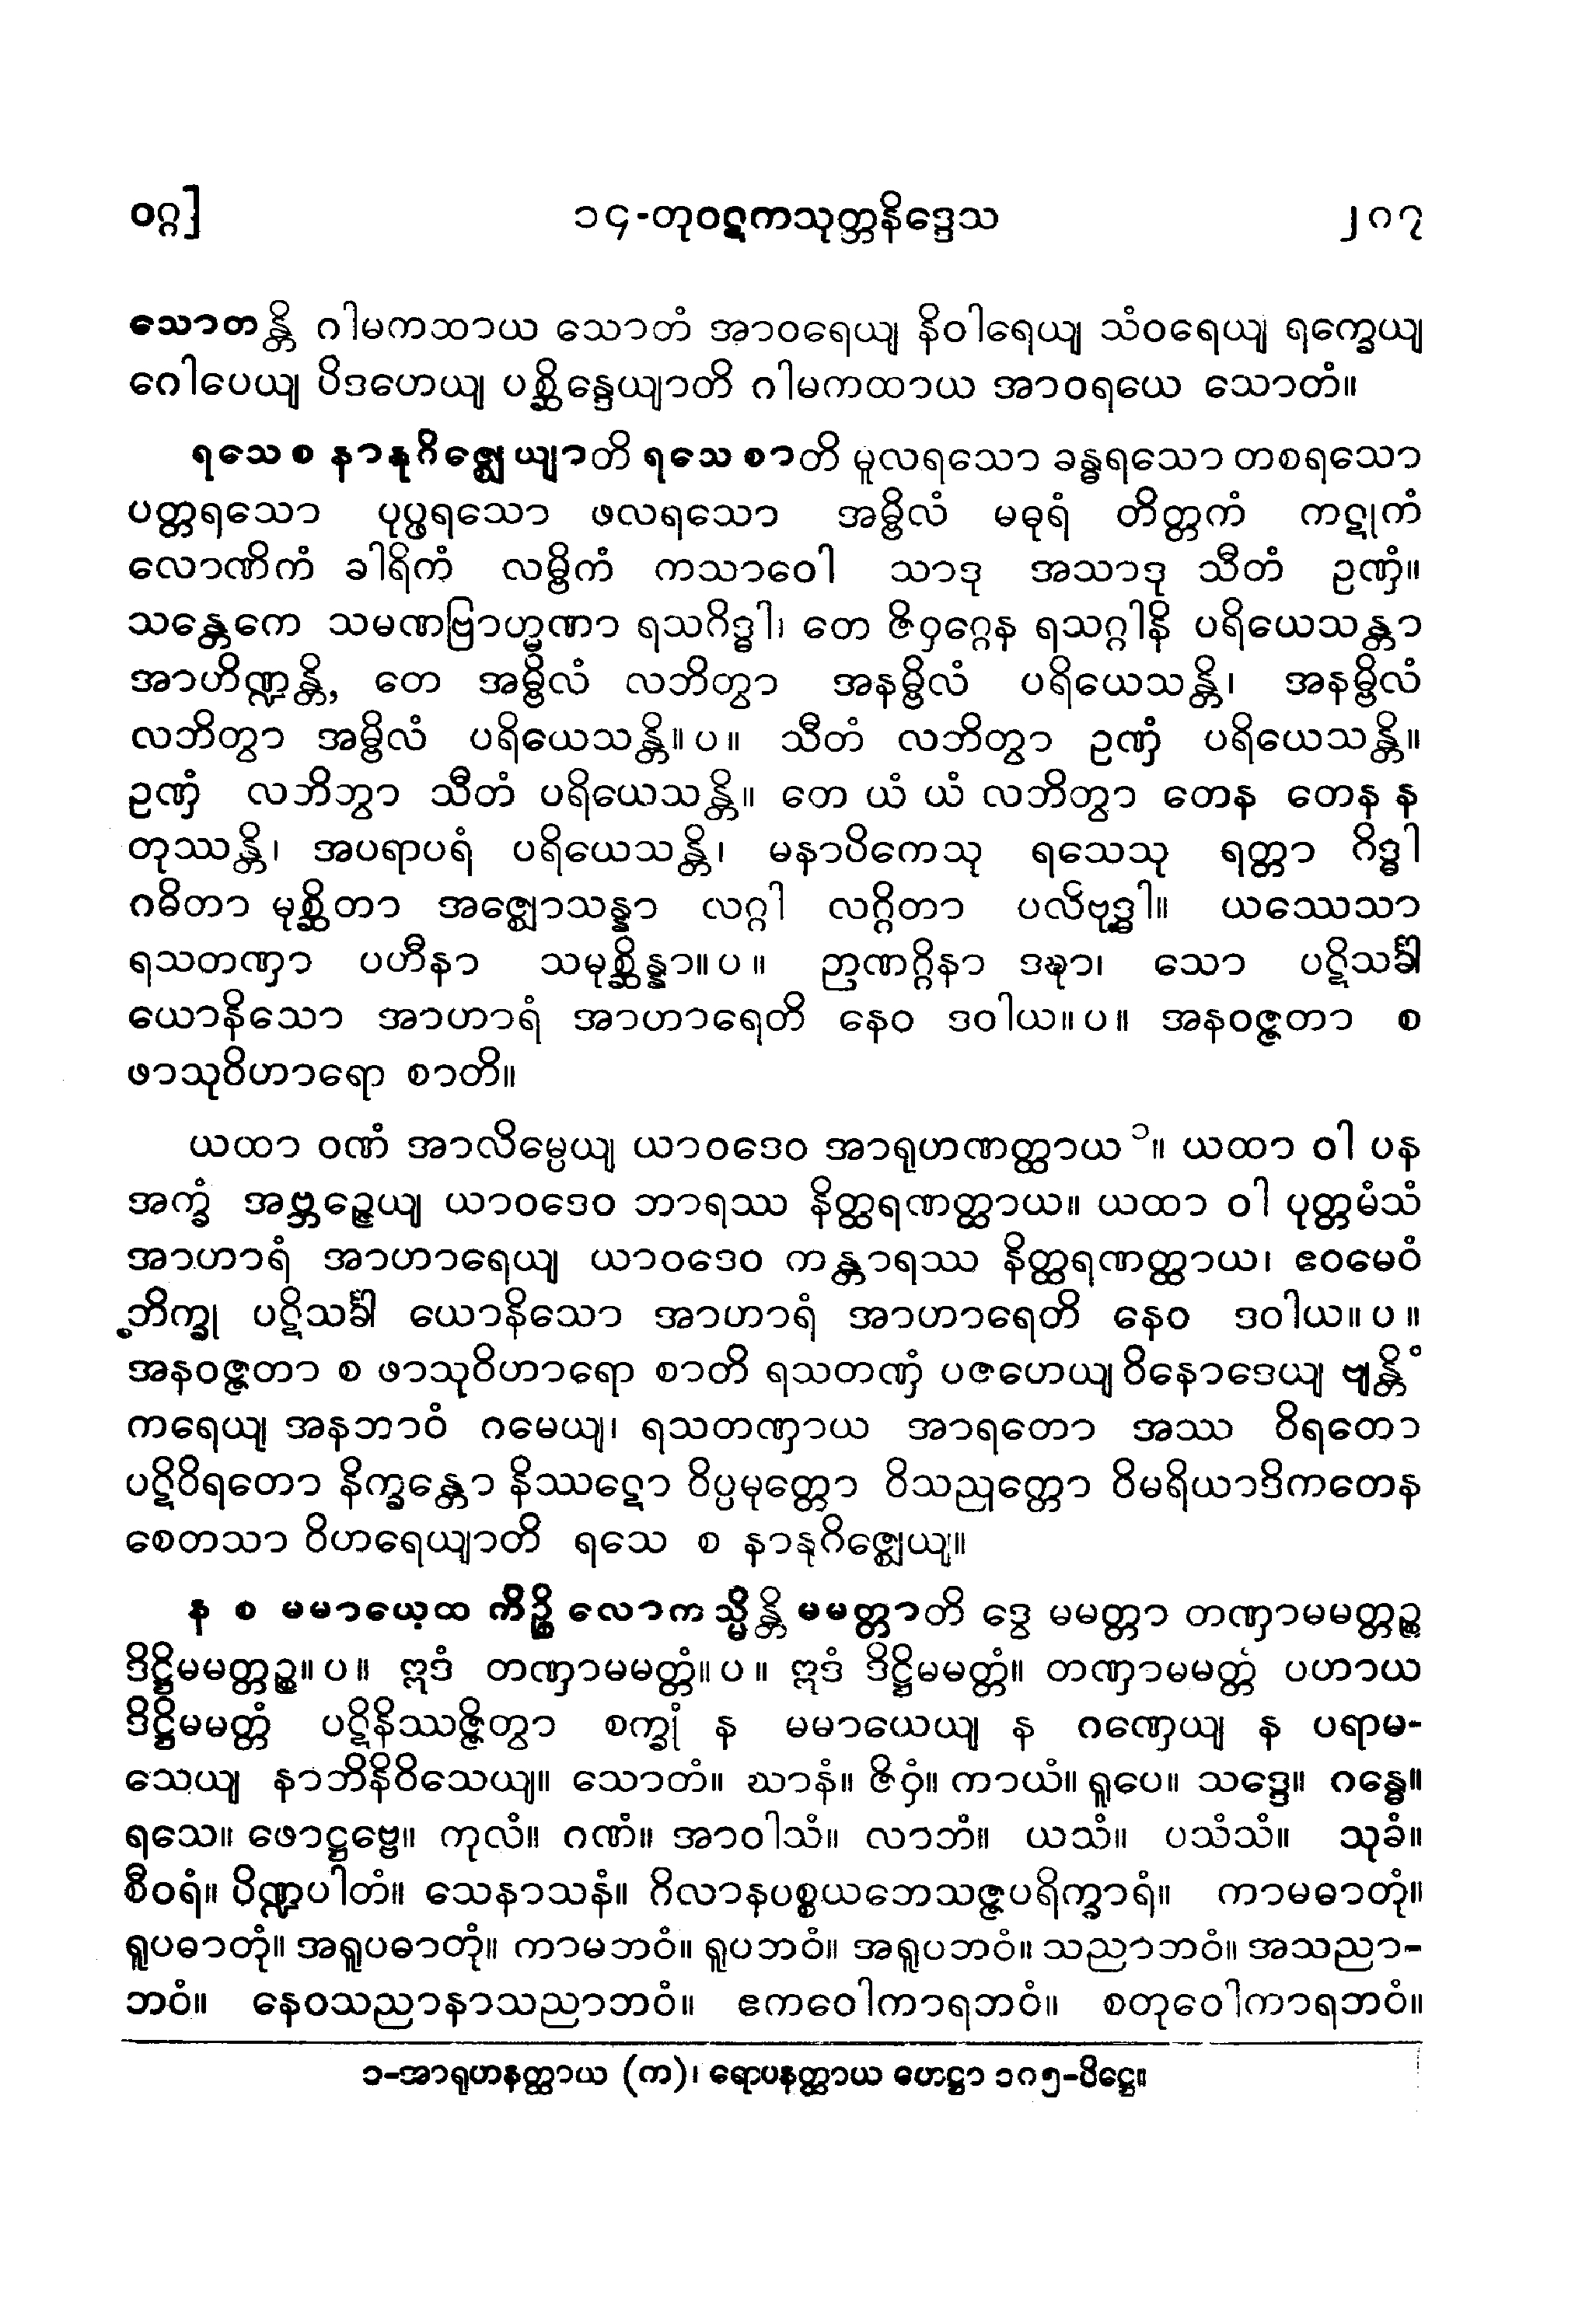 ဝဂ္ဂ] ၁၄-တုဝဋကသုတ္တနိဒ္ဒေသ ၂၈၇
သောတန္တိ ဂါမကထာယ သောတံ အာဝရေယျ နိဝါရေယျ သံဝရေယျ ရက္ခေယျ
ဂေါပေယျ ပိဒဟေယျ ပစ္ဆိန္ဒေယျာတိ ဂါမကထာယ အာဝရယေ သောတံ။
ရသေ စ နာနုဂိဇ္ဈေယျာတိ ရသေ စာတိ မူလရသော ခန္ဓရသော တစရသော
ပတ္တရသော ပုပ္ဖရသော ဖလရသော အမ္ဗိလံ မဓုရံ တိတ္တကံ ကဋုကံ
လောဏိကံ ခါရိကံ လမ္ဗိကံ ကသာဝေါ သာဒု အသာဒု သီတံ ဥဏှံ။
သန္တေကေ သမဏဗြာဟ္မဏာ ရသဂိဒ္ဓါ၊ တေ ဇိဝှဂ္ဂေန ရသဂ္ဂါနိ ပရိယေသန္တာ
အာဟိဏ္ဍန္တိ, တေ အမ္ဗိလံ လဘိတွာ အနမ္ဗိလံ ပရိယေသန္တိ၊ အနမ္ဗိလံ
လဘိတွာ အမ္ဗိလံ ပရိယေသန္တိ။ပ။ သီတံ လဘိတွာ ဥဏှံ ပရိယေသန္တိ။
ဥဏှံ လဘိဘွာ သီတံ ပရိယေသန္တိ။ တေ ယံ ယံ လဘိတွာ တေန တေန န
တုဿန္တိ၊ အပရာပရံ ပရိယေသန္တိ၊ မနာပိကေသု ရသေသု ရတ္တာ ဂိဒ္ဓါ
ဂဓိတာ မုစ္ဆိတာ အဇ္ဈောသန္နာ လဂ္ဂါ လဂ္ဂိတာ ပလိဗုဒ္ဓါ။ ယဿေသာ
ရသတဏှာ ပဟီနာ သမုစ္ဆိန္နာ။ပ။ ဉာဏဂ္ဂိနာ ဒဍ္ဎာ၊ သော ပဋိသင်္ခါ
ယောနိသော အာဟာရံ အာဟာရေတိ နေဝ ဒဝါယ။ပ။ အနဝဇ္ဇတာ စ
ဖာသုဝိဟာရော စာတိ။
ယထာ ဝဏံ အာလိမ္ပေယျ ယာဝဒေဝ အာရုဟဏတ္ထာယ ၁။ ယထာ ဝါ ပန
အက္ခံ အဗ္ဘဉ္ဇေယျ ယာဝဒေဝ ဘာရဿ နိတ္ထရဏတ္ထာယ။ ယထာ ဝါ ပုတ္တမံသံ
အာဟာရံ အာဟာရေယျ ယာဝဒေဝ ကန္တာရဿ နိတ္ထရဏတ္ထာယ၊ ဧဝမေဝံ
ဘိက္ခု ပဋိသင်္ခါ ယောနိသော အာဟာရံ အာဟာရေတိ နေဝ ဒဝါယ။ပ။
အနဝဇ္ဇတာ စ ဖာသုဝိဟာရော စာတိ ရသတဏှံ ပဇဟေယျ ဝိနောဒေယျ ဗျန္တိံ
ကရေယျ အနဘာဝံ ဂမေယျ၊ ရသတဏှာယ အာရတော အဿ ဝိရတော
ပဋိဝိရတော နိက္ခန္တော နိဿဋော ဝိပ္ပမုတ္တော ဝိသညုတ္တော ဝိမရိယာဒိကတေန
စေတသာ ဝိဟရေယျာတိ ရသေ စ နာနုဂိဇ္ဈေယျ။
န စ မမာယေထ ကိဉ္စိ လောကသ္မိန္တိ မမတ္တာတိ ဒွေ မမတ္တာ တဏှာမမတ္တဉ္စ
ဒိဋ္ဌိမမတ္တဉ္စ။ပ။ ဣဒံ တဏှာမမတ္တံ။ပ။ ဣဒံ ဒိဋ္ဌိမမတ္တံ။ တဏှာမမတ္တံ ပဟာယ
ဒိဋ္ဌိမမတ္တံ ပဋိနိဿဇ္ဇိတွာ စက္ခုံ န မမာယေယျ န ဂဏှေယျ န ပရာမ-
သေယျ နာဘိနိဝိသေယျ။ သောတံ။ ဃာနံ။ ဇိဝှံ။ ကာယံ။ ရူပေ။ သဒ္ဒေ။ ဂန္ဓေ။
ရသေ။ ဖောဋ္ဌဗ္ဗေ။ ကုလံ။ ဂဏံ။ အာဝါသံ။ လာဘံ။ ယသံ။ ပသံသံ။ သုခံ။
စီဝရံ။ ပိဏ္ဍပါတံ။ သေနာသနံ။ ဂိလာနပစ္စယဘေသဇ္ဇပရိက္ခာရံ။ ကာမဓာတုံ။
ရူပဓာတုံ။ အရူပဓာတုံ။ ကာမဘဝံ။ ရူပဘဝံ။ အရူပဘဝံ။ သညာဘဝံ။ အသညာ-
ဘဝံ။ နေဝသညာနာသညာဘဝံ။ ဧကဝေါကာရဘဝံ။ စတုဝေါကာရဘဝံ။
၁-အာရုဟနတ္ထာယ (က)၊ ရောပနတ္ထာယ ဟေဋ္ဌာ ၁၈၅-ပိဋ္ဌေ။